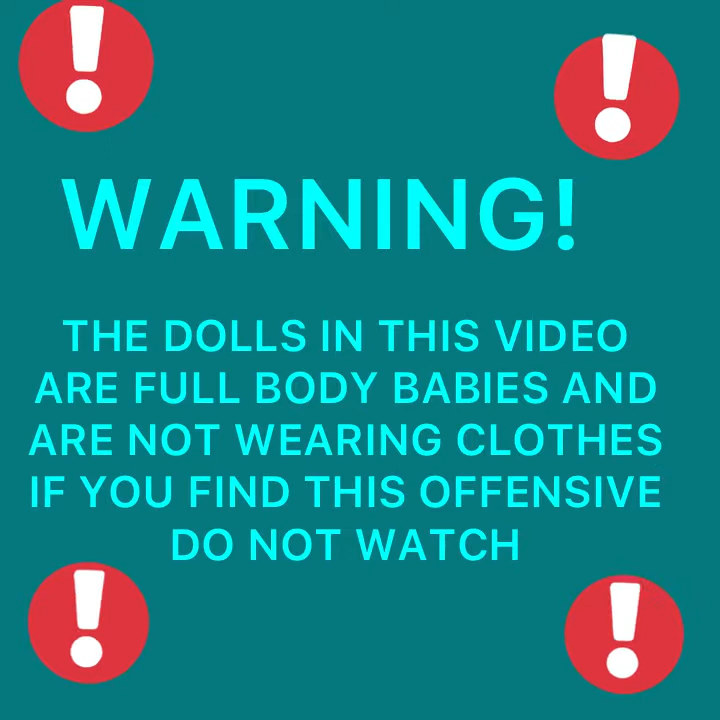 WARNING!
THE DOLLS IN THIS VIDEO
ARE FULL BODY BABIES AND
ARE NOT WEARING CLOTHES
IF YOU FIND THIS OFFENSIVE
DO NOT WATCH